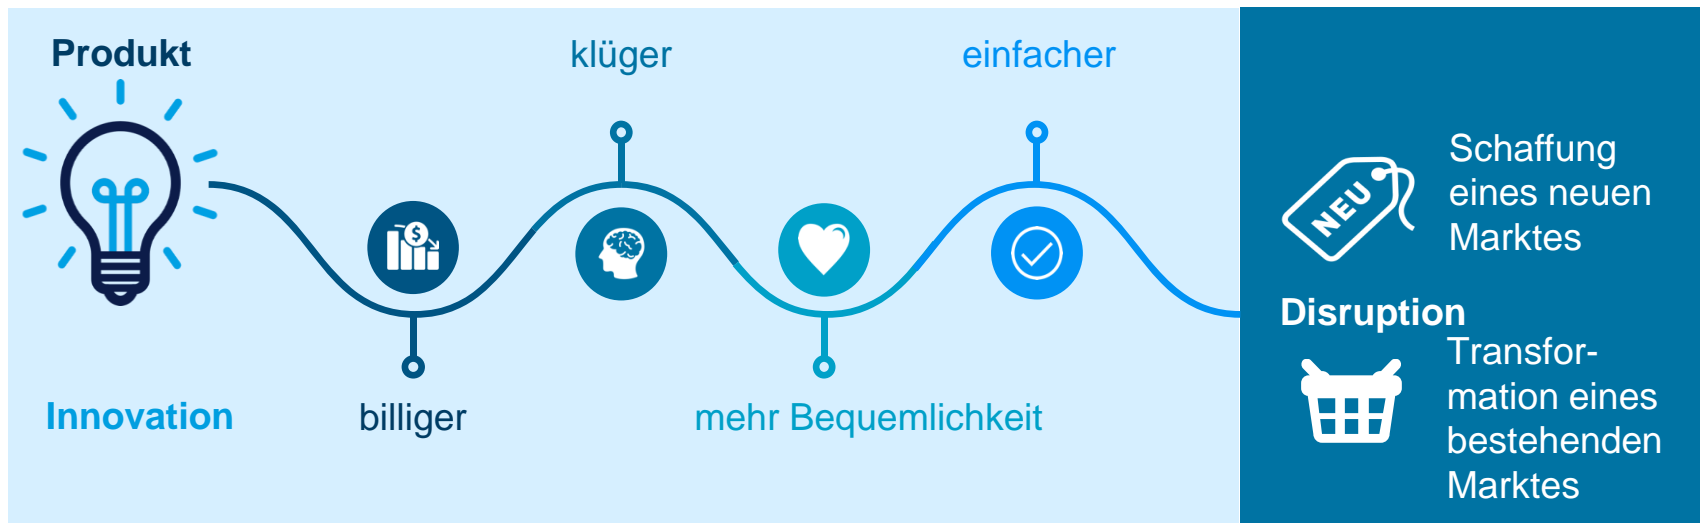 Produkt
klüger
einfacher
Innovation
billiger
mehr Bequemlichkeit
$
NEU
Schaffung
eines neuen
Marktes
Disruption
Transfor-
mation eines
bestehenden
Marktes